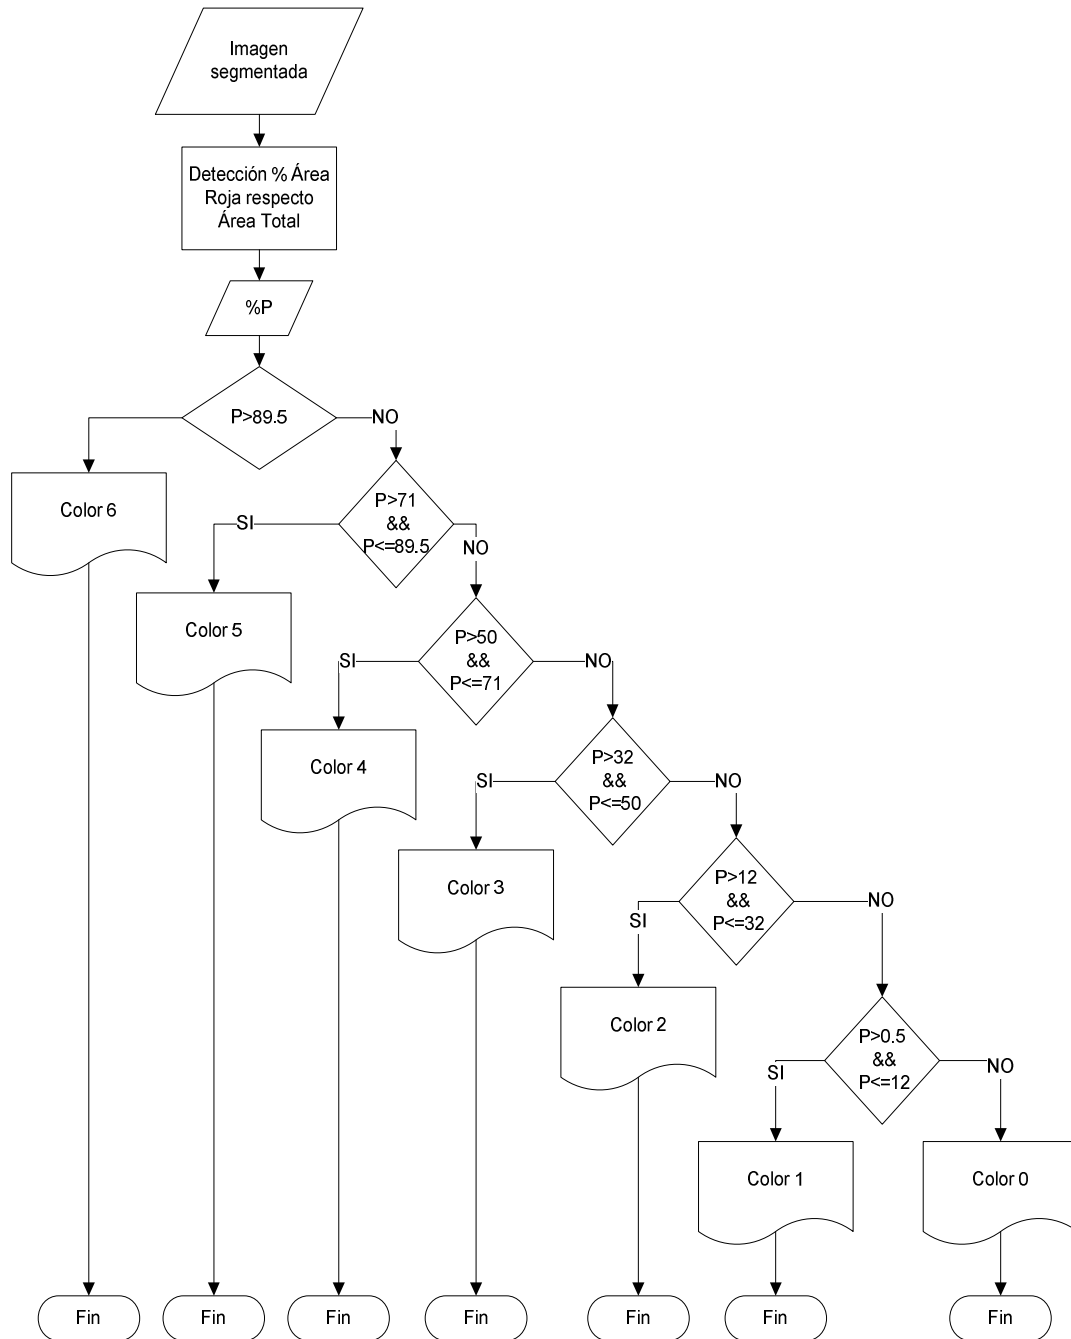 Imagen
segmentada
Detección % Área
Roja respecto
Área Total
%P
P>89.5
NO
Color 6
P>71
&&
P<=89.5
SI
NO
Color 5
P>50
&&
P<=71
SI
NO
Color 4
P>32
&&
P<=50
SI
NO
Color 3
P>12
&&
P<=32
SI
NO
Color 2
P>0.5
&&
P<=12
SI
NO
Color 1
Color 0
Fin
Fin
Fin
Fin
Fin
Fin
Fin